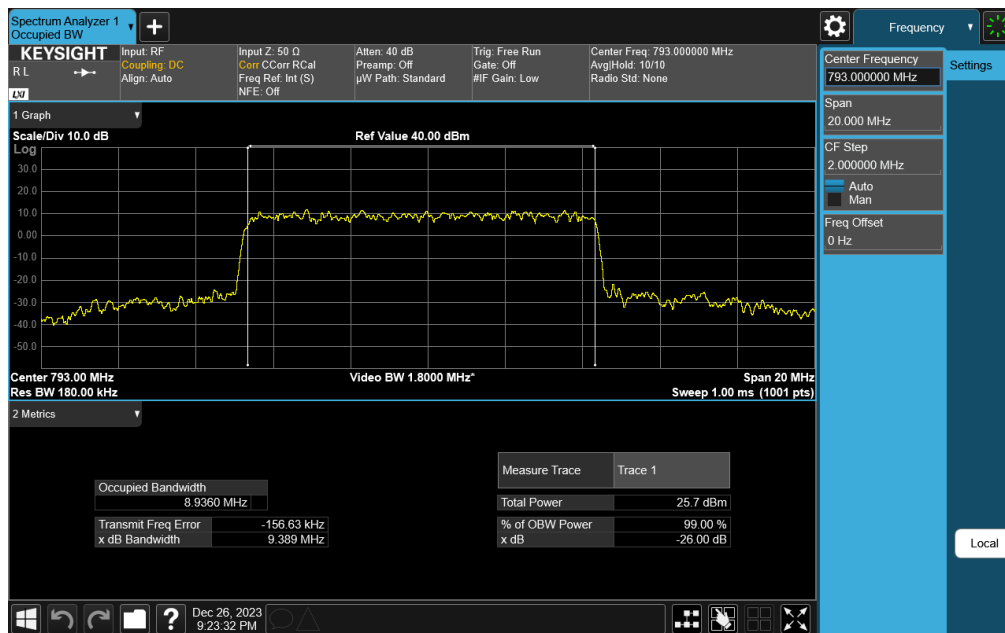 Spectrum Analyzer 1
Occupied BW
Frequency
KEYSIGHT
R L
LXI
Input: RF
Coupling: DC
Align: Auto
Input Z: 50 Ω
Corr CCorr RCal
Freq Ref: Int (S)
NFE: Off
Atten: 40 dB
Preamp: Off
µW Path: Standard
Trig: Free Run
Gate: Off
#IF Gain: Low
Center Freq: 793.000000 MHz
Avg|Hold: 10/10
Radio Std: None
Center Frequency
793.000000 MHz
Settings
Span
20.000 MHz
CF Step
2.000000 MHz
Auto
Man
Freq Offset
0 Hz
Local
1 Graph
Scale/Div 10.0 dB
Ref Value 40.00 dBm
Log
30.0
20.0
10.0
0.00
-10.0
-20.0
-30.0
-40.0
-50.0
Center 793.00 MHz
Video BW 1.8000 MHz*
Span 20 MHz
Res BW 180.00 kHz
Sweep 1.00 ms (1001 pts)
2 Metrics
Occupied Bandwidth
8.9360 MHz
Transmit Freq Error -156.63 kHz
x dB Bandwidth 9.389 MHz
Measure Trace Trace 1
Total Power 25.7 dBm
% of OBW Power 99.00 %
x dB -26.00 dB
?
Dec 26, 2023
9:23:32 PM